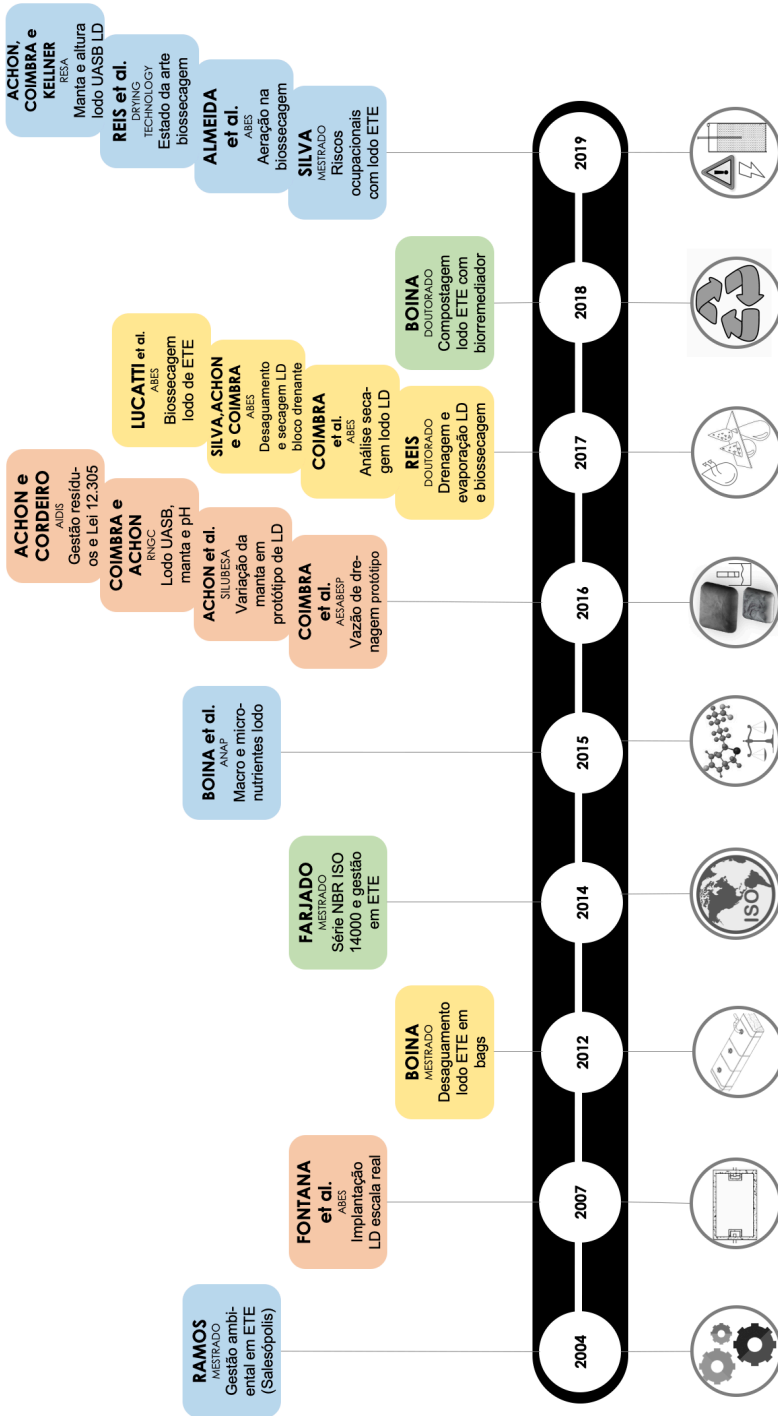 RAMOS
MESTRADO
Gestão ambi-
ental em ETE
(Salesópolis)
2004
FONTANA
et al.
ABES
Implantação
LD escala real
2007
BOINA
MESTRADO
Desaguamento
lodo ETE em
bags
2012
FARJADO
MESTRADO
Série NBR ISO
14000 e gestão
em ETE
2014
ISO
BOINA et al.
ANAP
Macro e micro-
nutrientes lodo
2015
ACHON e
CORDEIRO
AIDIS
Gestão resídu-
os e Lei 12.305
COIMBRA e
ACHON
RNGC
Lodo UASB,
manta e pH
ACHON et al.
SILUBESA
Variação da
manta em
protótipo de LD
COIMBRA
et al.
AESABESP
Vazão de dre-
nagem protótipo
2016
LUCATTI et al.
ABES
Biossecagem
lodo de ETE
SILVA, ACHON
e COIMBRA
ABES
Desaguamento
e secagem LD
bloco drenante
COIMBRA
et al.
ABES
Análise seca-
gem lodo LD
REIS
DOUTORADO
Drenagem e
evaporação LD
e biossecagem
2017
BOINA
DOUTORADO
Compostagem
lodo ETE com
biorremediador
2018
ACHON,
COIMBRA e
KELLNER
RESA
Manta e altura
lodo UASB LD
REIS et al.
DRYING
TECHNOLOGY
Estado da arte
biossecagem
ALMEIDA
et al.
ABES
Aeração na
biossecagem
SILVA
MESTRADO
Riscos
ocupacionais
com lodo ETE
2019